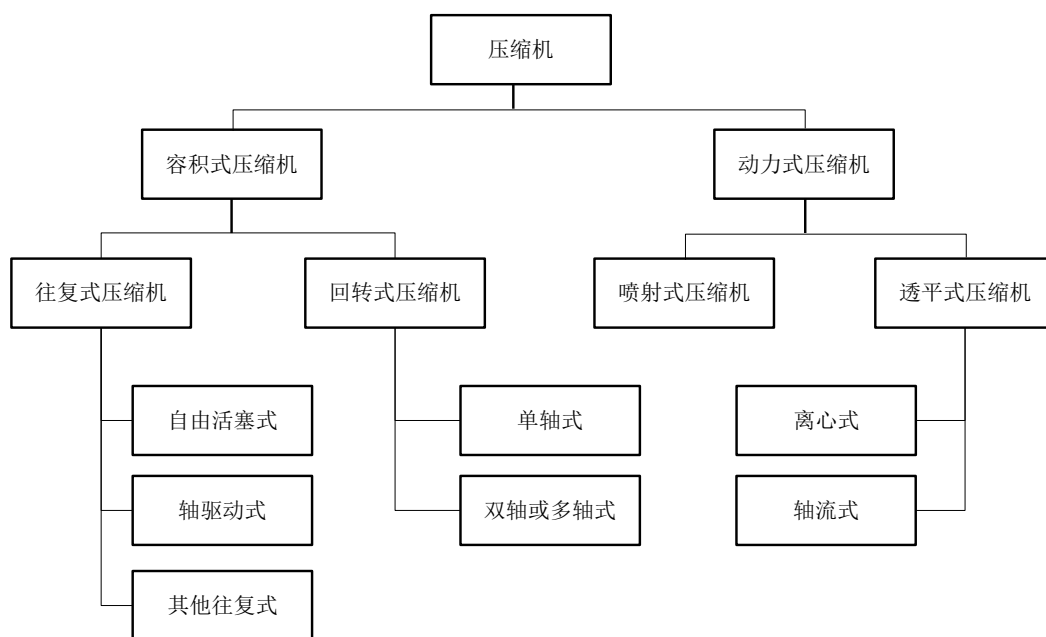 压缩机
容积式压缩机
动力式压缩机
往复式压缩机
回转式压缩机
喷射式压缩机
透平式压缩机
自由活塞式
单轴式
离心式
轴驱动式
双轴或多轴式
轴流式
其他往复式